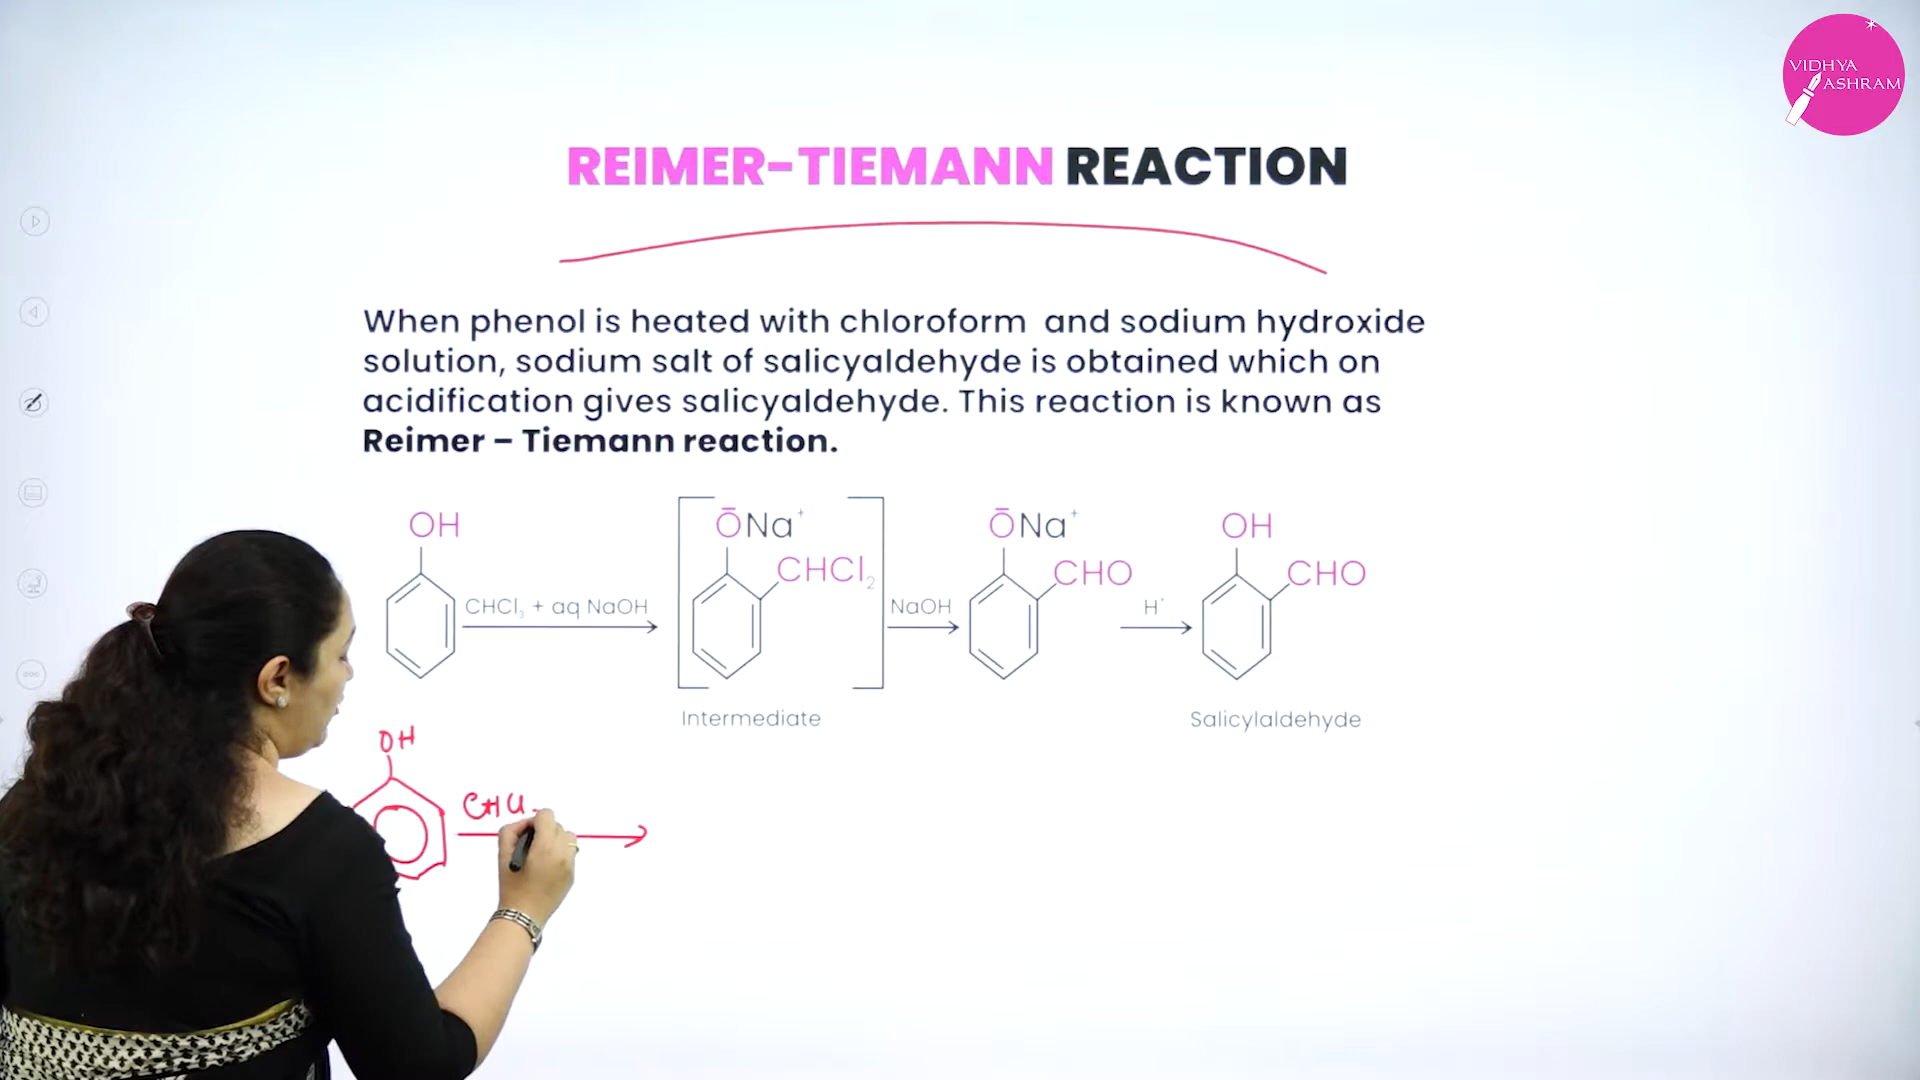 VIDHYA
ASHRAM
REIMER-TIEMANN REACTION
When phenol is heated with chloroform and sodium hydroxide
solution, sodium salt of salicyaldehyde is obtained which on
acidification gives salicyaldehyde. This reaction is known as
Reimer – Tiemann reaction.
OH
ŌNa⁺
CHCl₂
ŌNa⁺
CHO
OH
CHO
CHCl₃ + aq NaOH
NaOH
H⁺
Intermediate
Salicylaldehyde
OH
CHCl